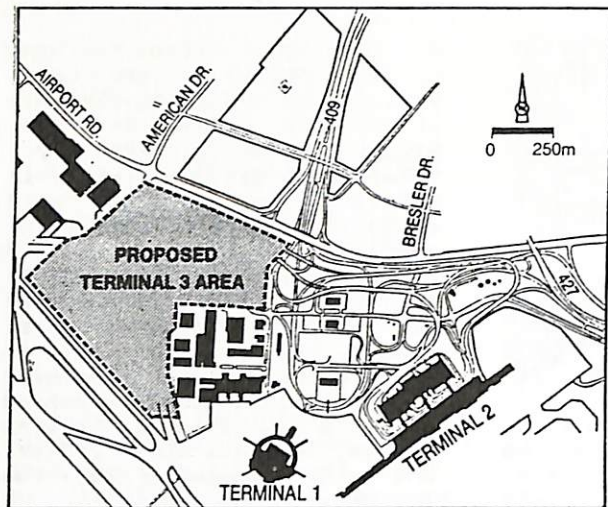 AIRPORT RD.
AMERICAN DR.
409
0 250m
BRESLER DR.
PROPOSED
TERMINAL 3 AREA
427
TERMINAL 2
TERMINAL 1